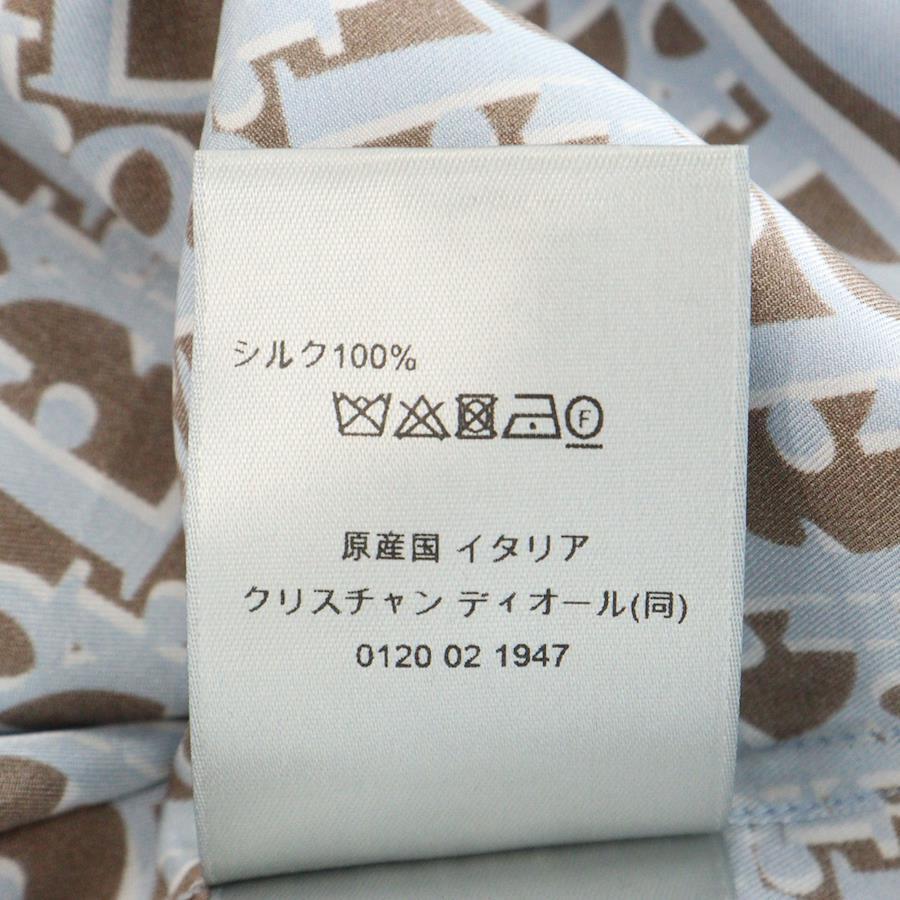 シルク100%
F
原産国 イタリア
クリスチャン ディオール(同)
0120 02 1947